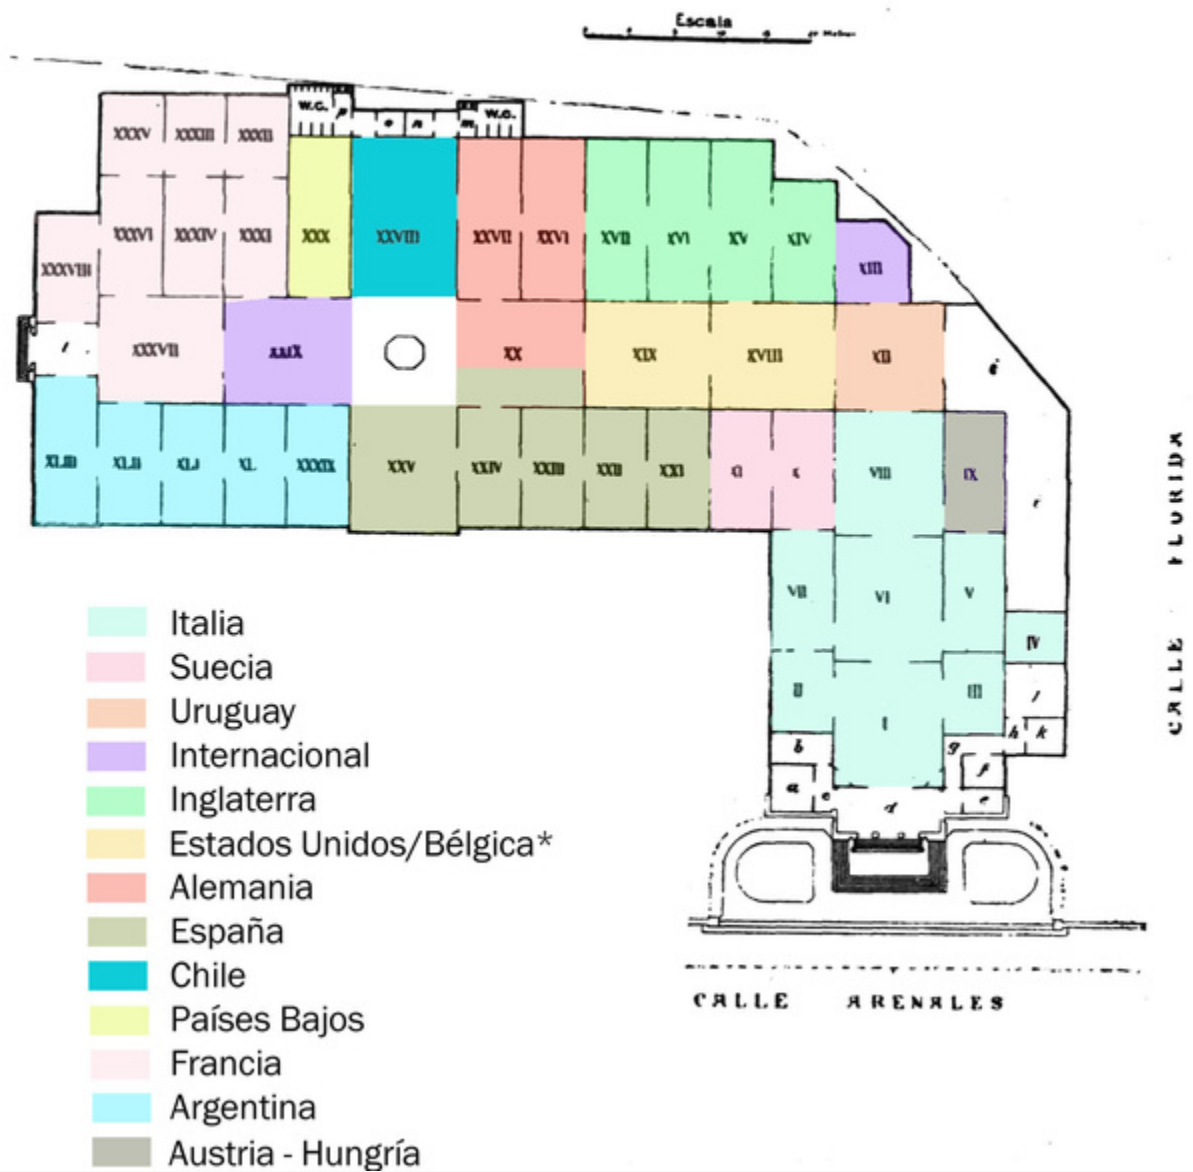 Escala
W.C. p o n m W.C.
XXXV XXXIII XXXII
XXXVI XXXIV XXXI XXX XXVIII XXVII XXVI XVII XVI XV XIV
XXXVIII XIII
l XXXVII XXIX XX XIX XVIII XII i
XLIII XLII XLI XL XXXIX XXV XXIV XXIII XXII XXI VIII IX
VII VI V
IV
II I III
h k
b g
a c d f
e
CALLE FLORIDA
CALLE ARENALES
Italia
Suecia
Uruguay
Internacional
Inglaterra
Estados Unidos/Bélgica*
Alemania
España
Chile
Países Bajos
Francia
Argentina
Austria - Hungría